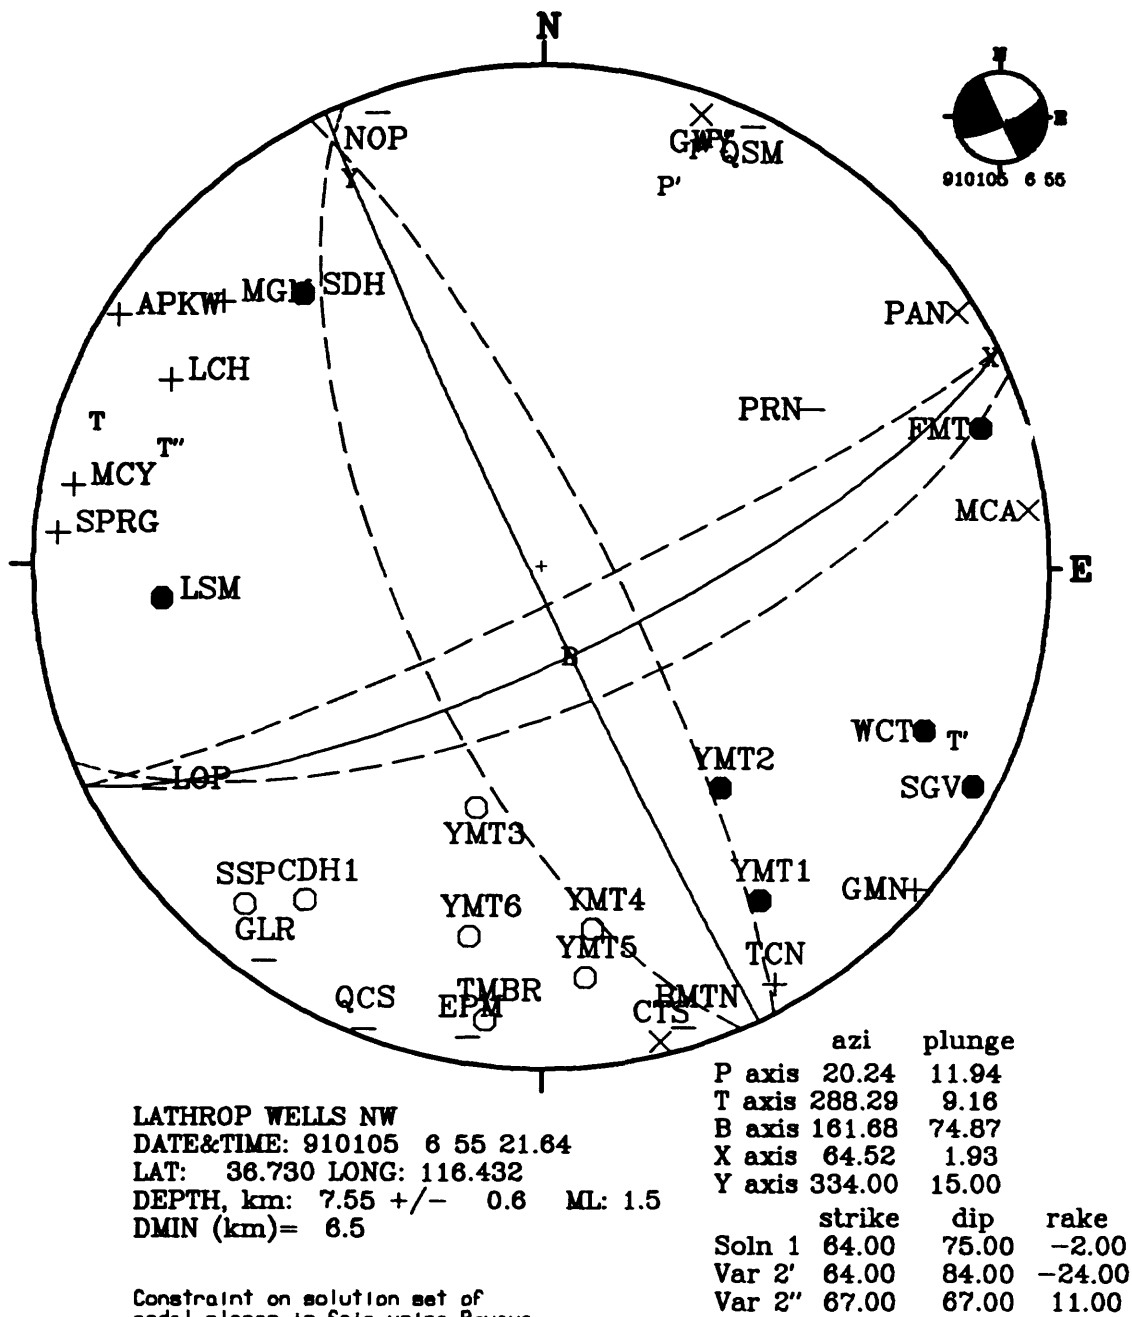 N
N
E
910105 6 55
NOP
GWY
P
QSM
P'
Y
APKW
MGM
SDH
PAN
X
LCH
PRN
FMT
T
T"
MCY
MCA
SPRG
E
LSM
B
WCT
T'
YMT2
SGV
LOP
YMT3
SSP
CDH1
YMT1
GMN
YMT6
YMT4
GLR
YMT5
TCN
QCS
TMBR
EPM
CTS
azi plunge
P axis 20.24 11.94
T axis 288.29 9.16
B axis 161.68 74.87
X axis 64.52 1.93
Y axis 334.00 15.00
LATHROP WELLS NW
DATE&TIME: 910105 6 55 21.64
LAT: 36.730 LONG: 116.432
DEPTH, km: 7.55 +/- 0.6 ML: 1.5
DMIN (km)= 6.5
strike dip rake
Soln 1 64.00 75.00 -2.00
Var 2' 64.00 84.00 -24.00
Var 2" 67.00 67.00 11.00
Constraint on solution set of